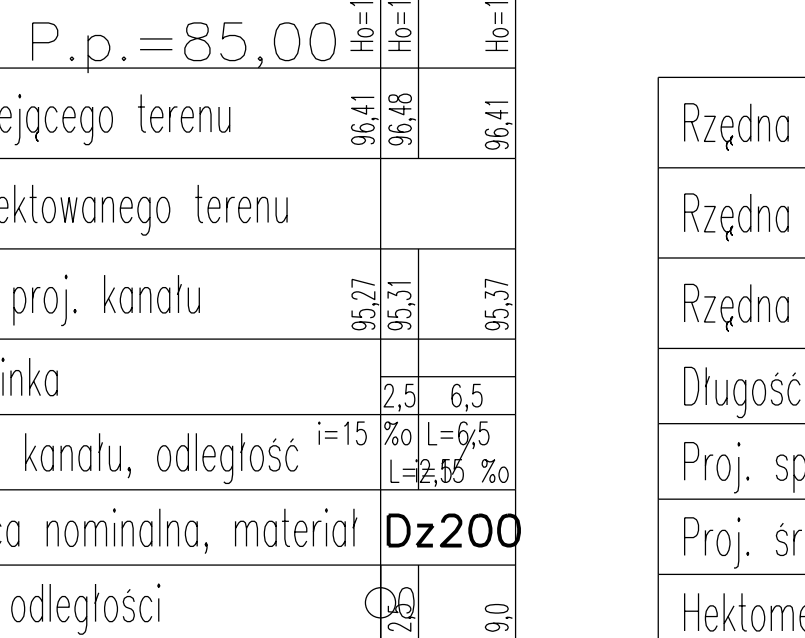 P.p.=85,00 Ho=1 Ho=1 Ho=1
ejącego terenu 96,41 96,48 96,41
ektowanego terenu
proj. kanału 95,27 95,31 95,37
inka
2,5 6,5
kanału, odległość i=15 ‰ L=6,5
L=2,5 i=15 ‰
ca nominalna, materiał Dz200
odległości 2,5 9,0
Rzędna
Rzędna
Rzędna
Długość
Proj. sp
Proj. śr
Hektome